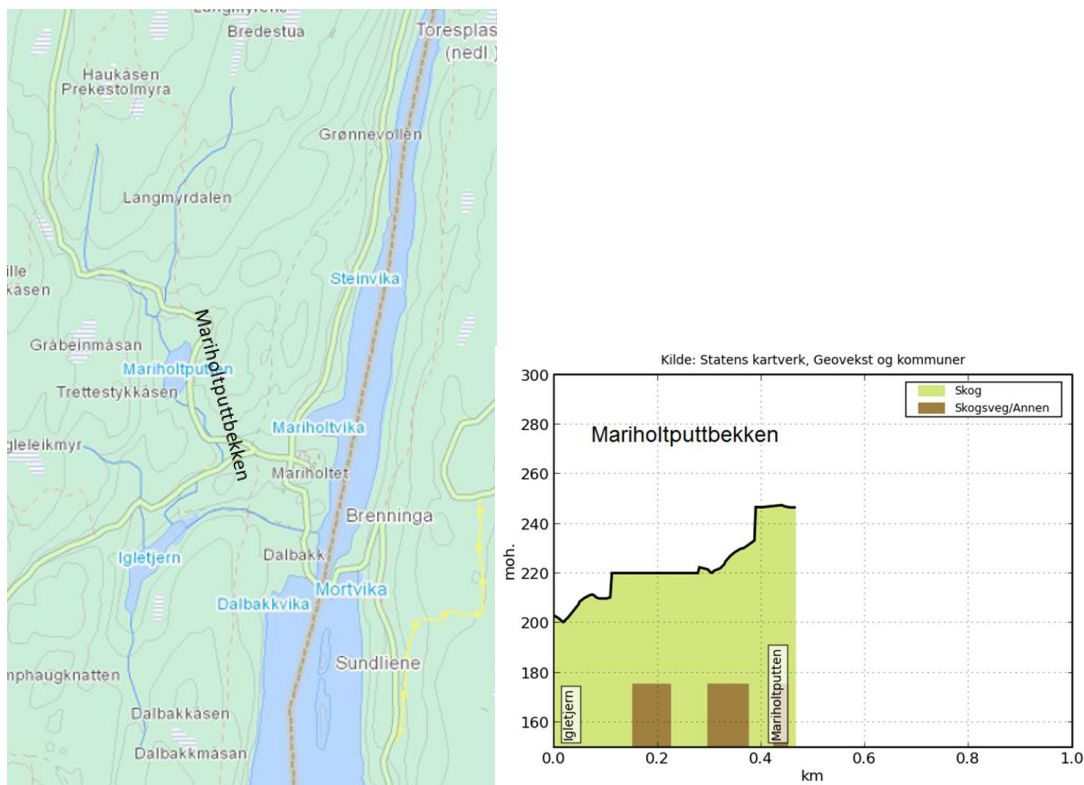 Langmyrene
Bredestua
Toresplas
(nedl.)
Haukåsen
Prekestolmyra
Grønnevollen
Langmyrdalen
ille
kåsen
Steinvika
Mariholtputtbekken
Gråbeinmåsan
Mariholtputten
Trettestykkåsen
Mariholtvika
gleleikmyr
Mariholtet
Brenninga
Igletjern
Dalbakk
Mortvika
Dalbakkvika
Sundliene
mphaugknatten
Dalbakkåsen
Dalbakkmåsan
Kilde: Statens kartverk, Geovekst og kommuner
Skog
Skogsveg/Annen
Mariholtputtbekken
moh.
300
280
260
240
220
200
180
160
Igletjern
Mariholtputten
0.0 0.2 0.4 0.6 0.8 1.0
km